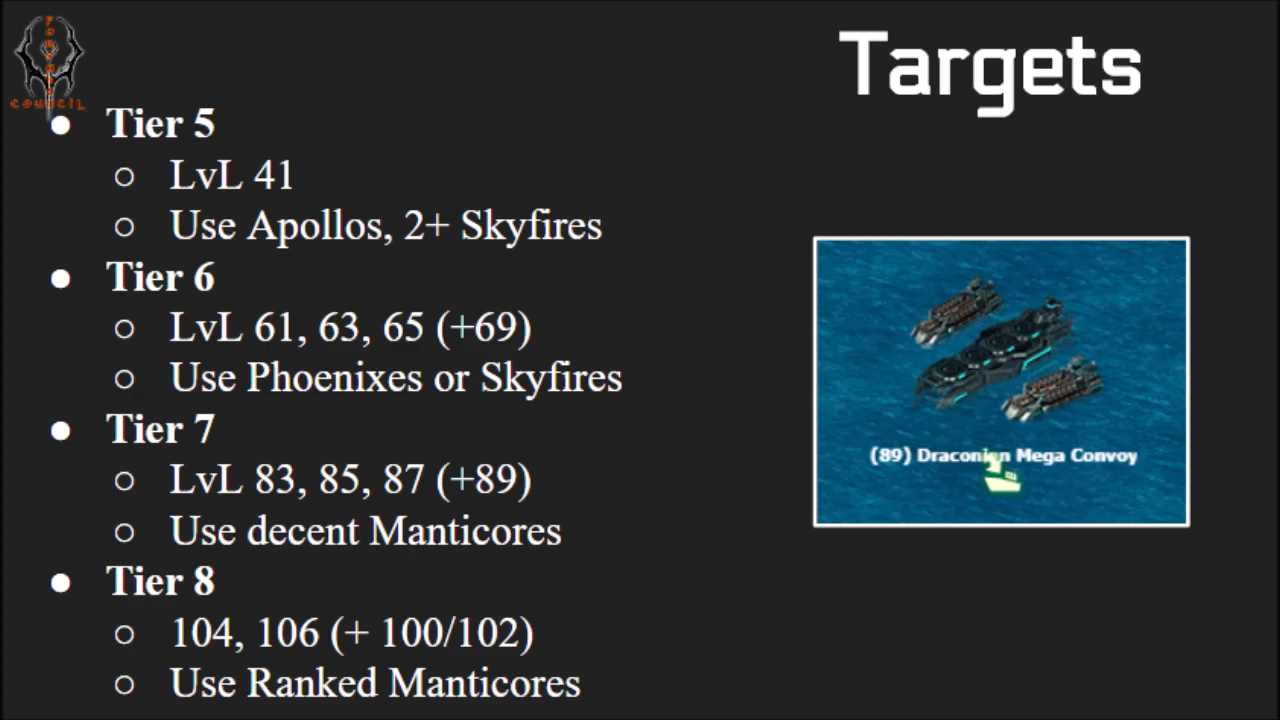 Targets
COUNCIL
● Tier 5
○ LvL 41
○ Use Apollos, 2+ Skyfires
● Tier 6
○ LvL 61, 63, 65 (+69)
○ Use Phoenixes or Skyfires
● Tier 7
○ LvL 83, 85, 87 (+89)
○ Use decent Manticores
● Tier 8
○ 104, 106 (+ 100/102)
○ Use Ranked Manticores
(89) Draconian Mega Convoy